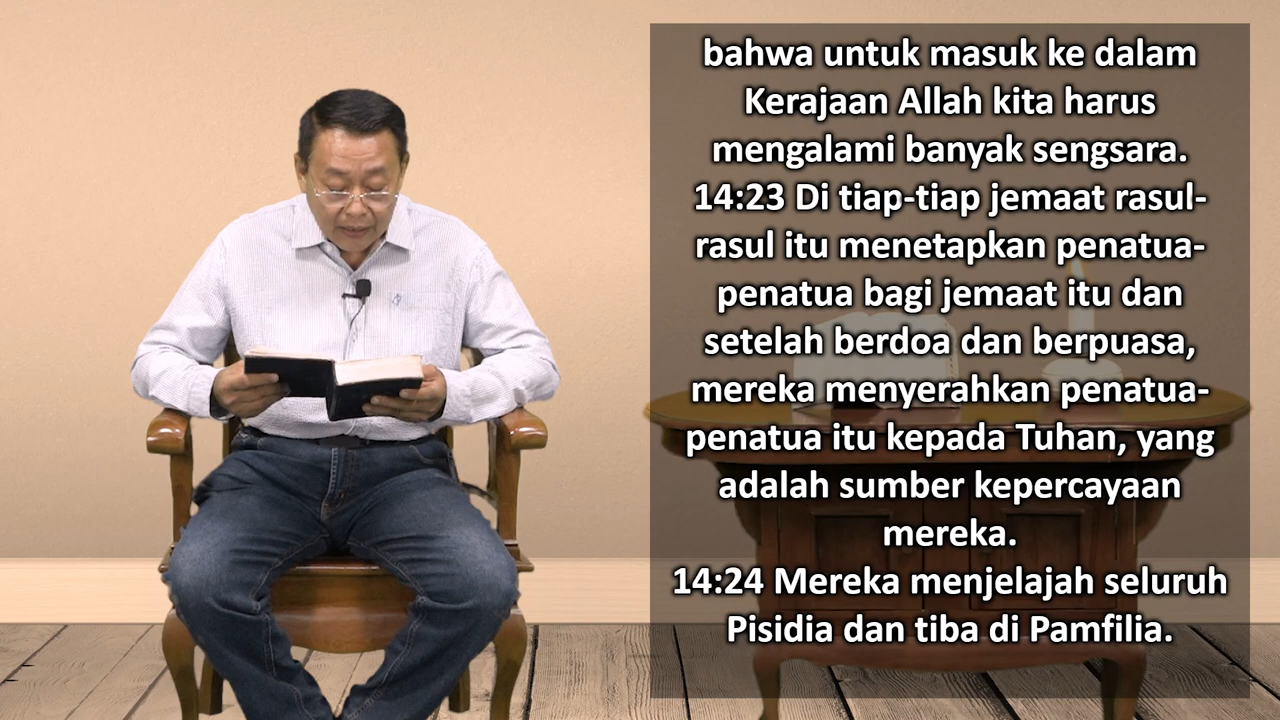 bahwa untuk masuk ke dalam
Kerajaan Allah kita harus
mengalami banyak sengsara.
14:23 Di tiap-tiap jemaat rasul-
rasul itu menetapkan penatua-
penatua bagi jemaat itu dan
setelah berdoa dan berpuasa,
mereka menyerahkan penatua-
penatua itu kepada Tuhan, yang
adalah sumber kepercayaan
mereka.
14:24 Mereka menjelajah seluruh
Pisidia dan tiba di Pamfilia.